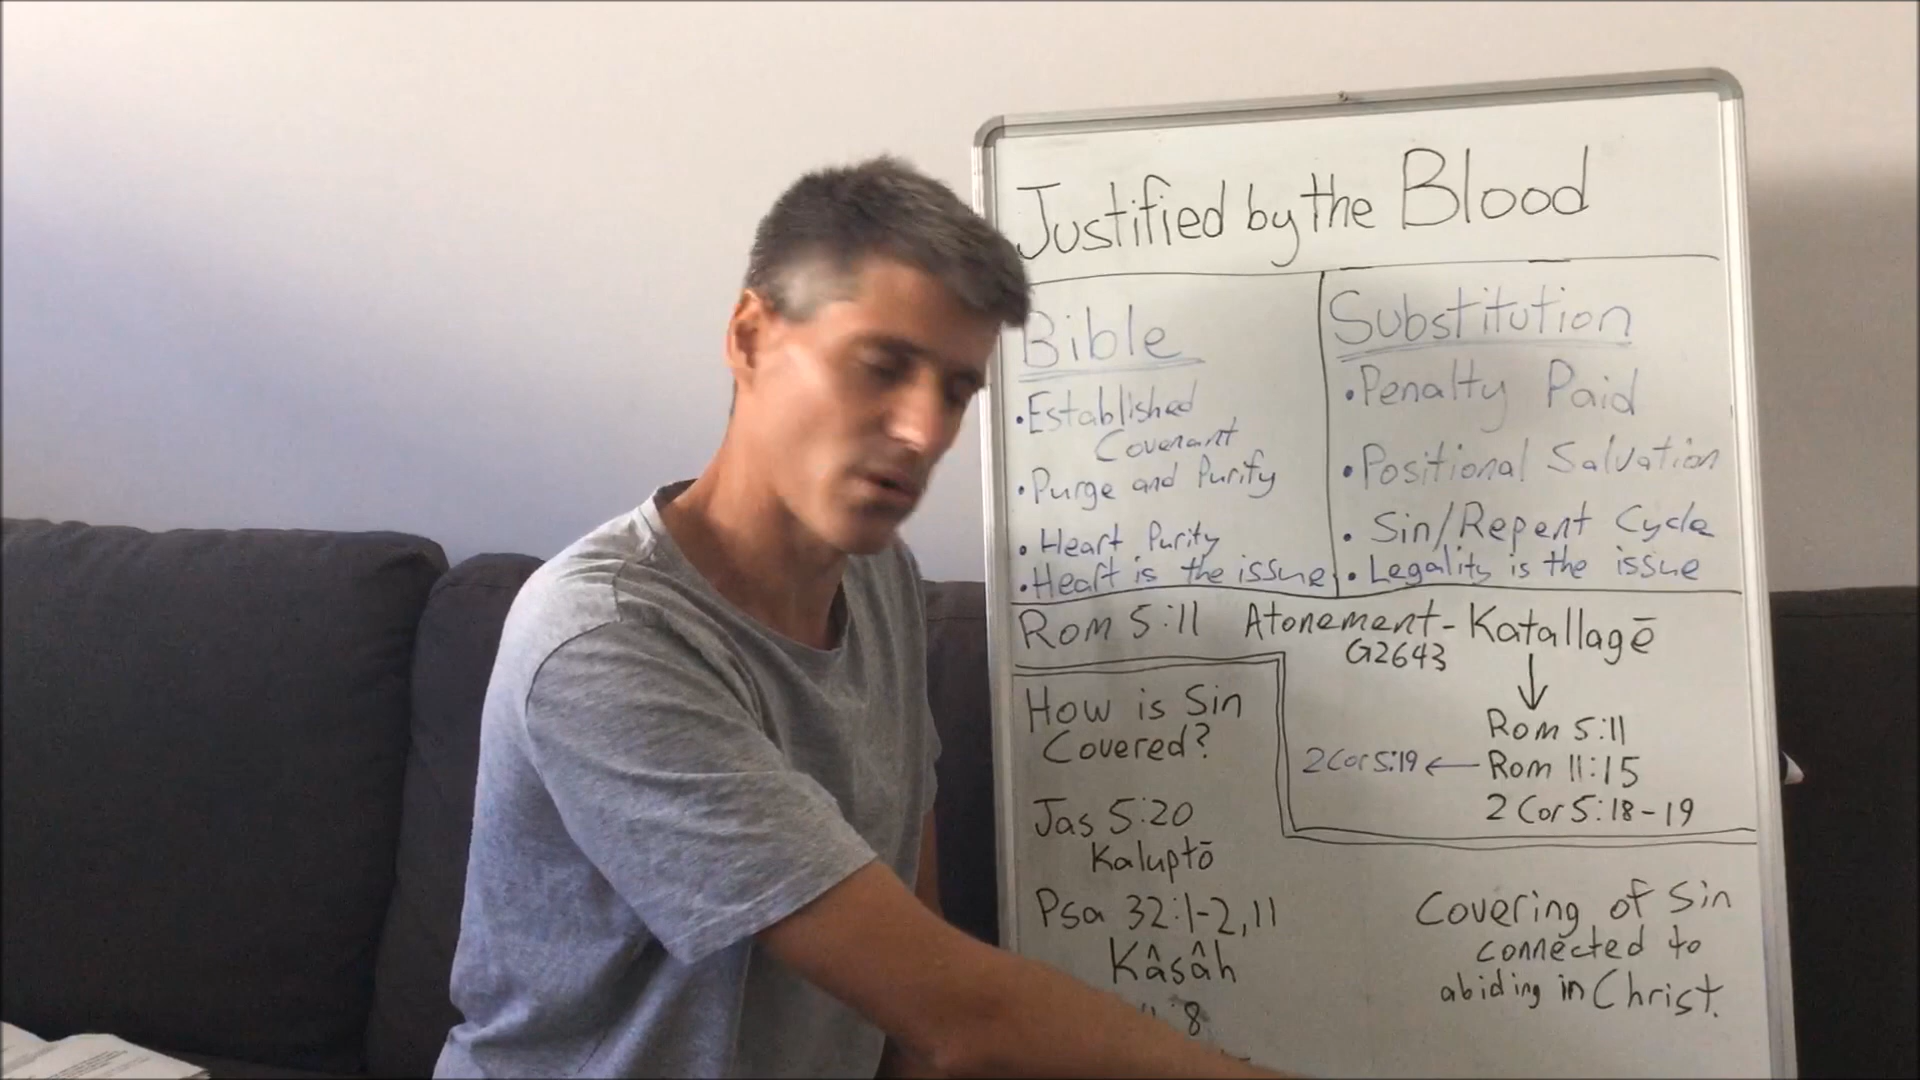 Justified by the Blood
Bible
• Established
Covenant
• Purge and Purify
• Heart Purity
• Heart is the issue
Substitution
• Penalty Paid
• Positional Salvation
• Sin/Repent Cycle
• Legality is the issue
Rom 5:11 Atonement - Katallagē
G2643
Rom 5:11
2 Cor 5:19 ← Rom 11:15
2 Cor 5:18-19
How is Sin
Covered?
Jas 5:20
Kaluptō
Psa 32:1-2,11
Kâsâh
:8
Covering of Sin
connected to
abiding in Christ.